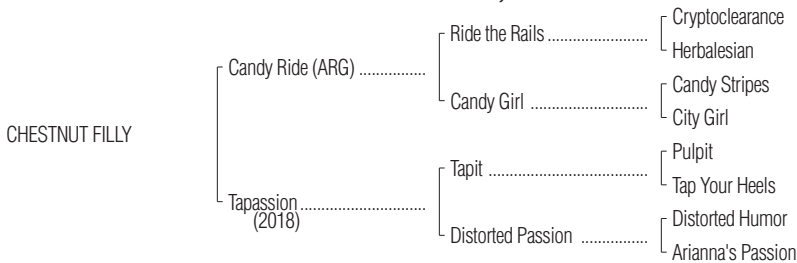 Cryptoclearance
Ride the Rails ........................
Herbalesian
Candy Ride (ARG) ................
Candy Stripes
Candy Girl ............................
City Girl
CHESTNUT FILLY
Pulpit
Tapit ......................................
Tap Your Heels
Tapassion ..............................
(2018)
Distorted Humor
Distorted Passion ................
Arianna's Passion